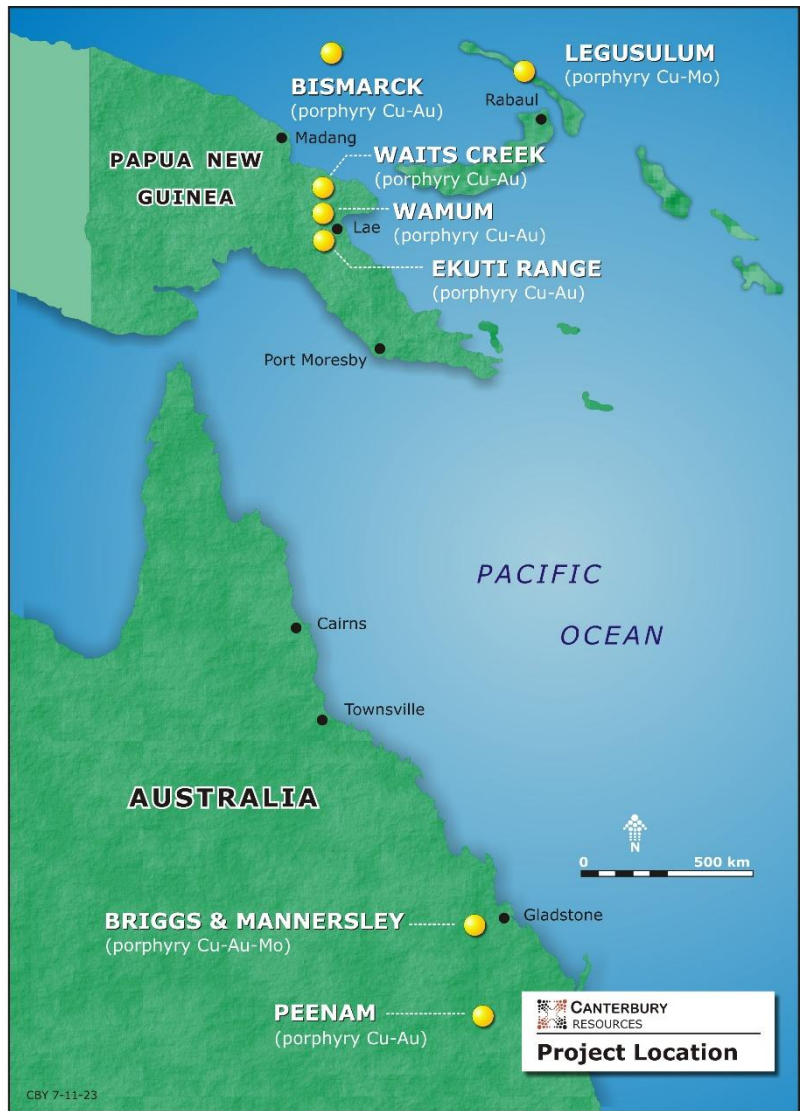 LEGUSULUM
(porphyry Cu-Mo)
BISMARCK
(porphyry Cu-Au)
Rabaul
Madang
PAPUA NEW
GUINEA
WAITS CREEK
(porphyry Cu-Au)
WAMUM
(porphyry Cu-Au)
Lae
EKUTI RANGE
(porphyry Cu-Au)
Port Moresby
PACIFIC
OCEAN
Cairns
Townsville
AUSTRALIA
N
0 500 km
BRIGGS & MANNERSLEY
(porphyry Cu-Au-Mo)
Gladstone
PEENAM
(porphyry Cu-Au)
CANTERBURY
RESOURCES
Project Location
CBY 7-11-23